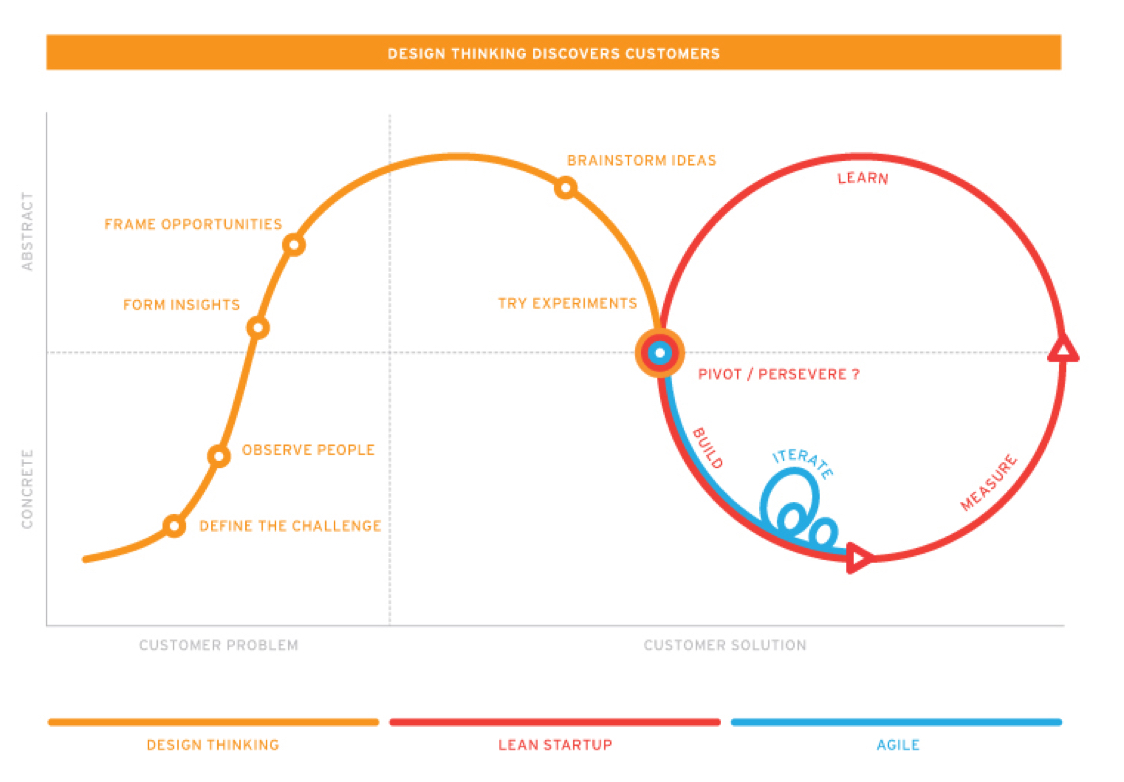 DESIGN THINKING DISCOVERS CUSTOMERS
ABSTRACT
CONCRETE
BRAINSTORM IDEAS
LEARN
FRAME OPPORTUNITIES
FORM INSIGHTS
TRY EXPERIMENTS
PIVOT / PERSEVERE ?
OBSERVE PEOPLE
BUILD
ITERATE
MEASURE
DEFINE THE CHALLENGE
CUSTOMER PROBLEM
CUSTOMER SOLUTION
DESIGN THINKING
LEAN STARTUP
AGILE